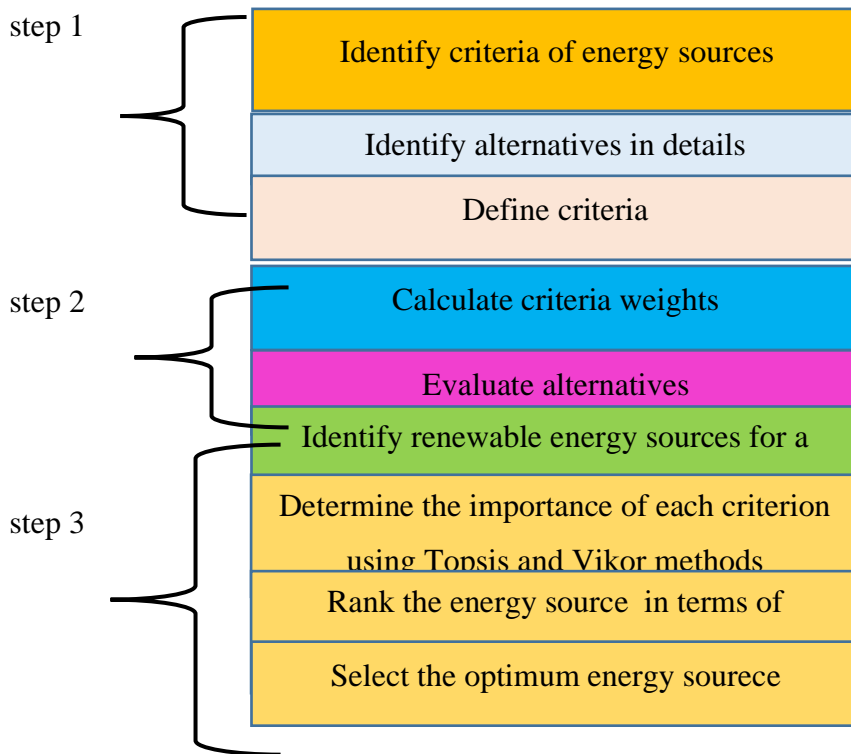 step 1
Identify criteria of energy sources
Identify alternatives in details
Define criteria
step 2
Calculate criteria weights
Evaluate alternatives
Identify renewable energy sources for a
step 3
Determine the importance of each criterion
using Topsis and Vikor methods
Rank the energy source in terms of
Select the optimum energy sourece